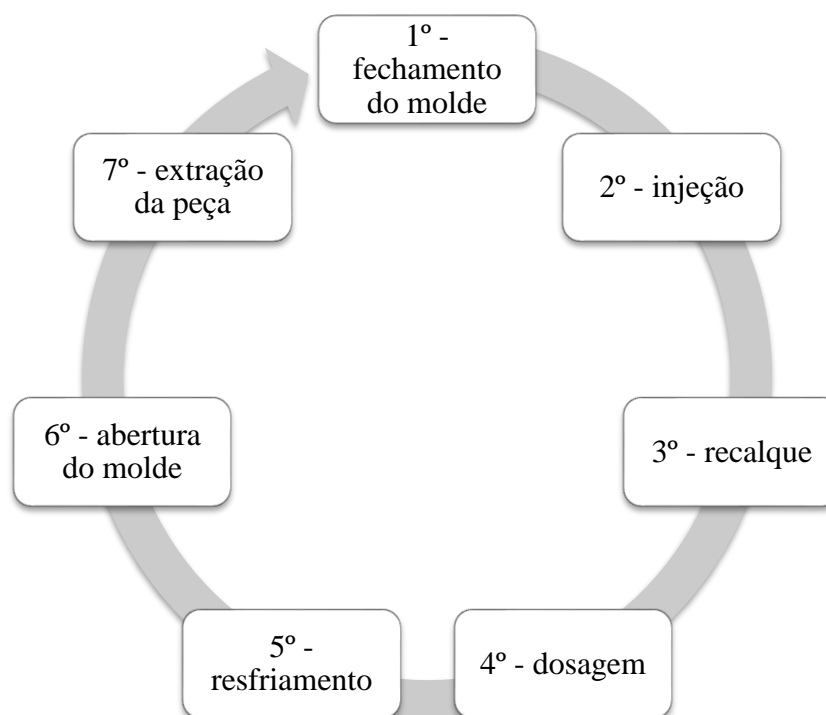 1º -
fechamento
do molde
2º - injeção
3º - recalque
4º - dosagem
5º -
resfriamento
6º - abertura
do molde
7º - extração
da peça